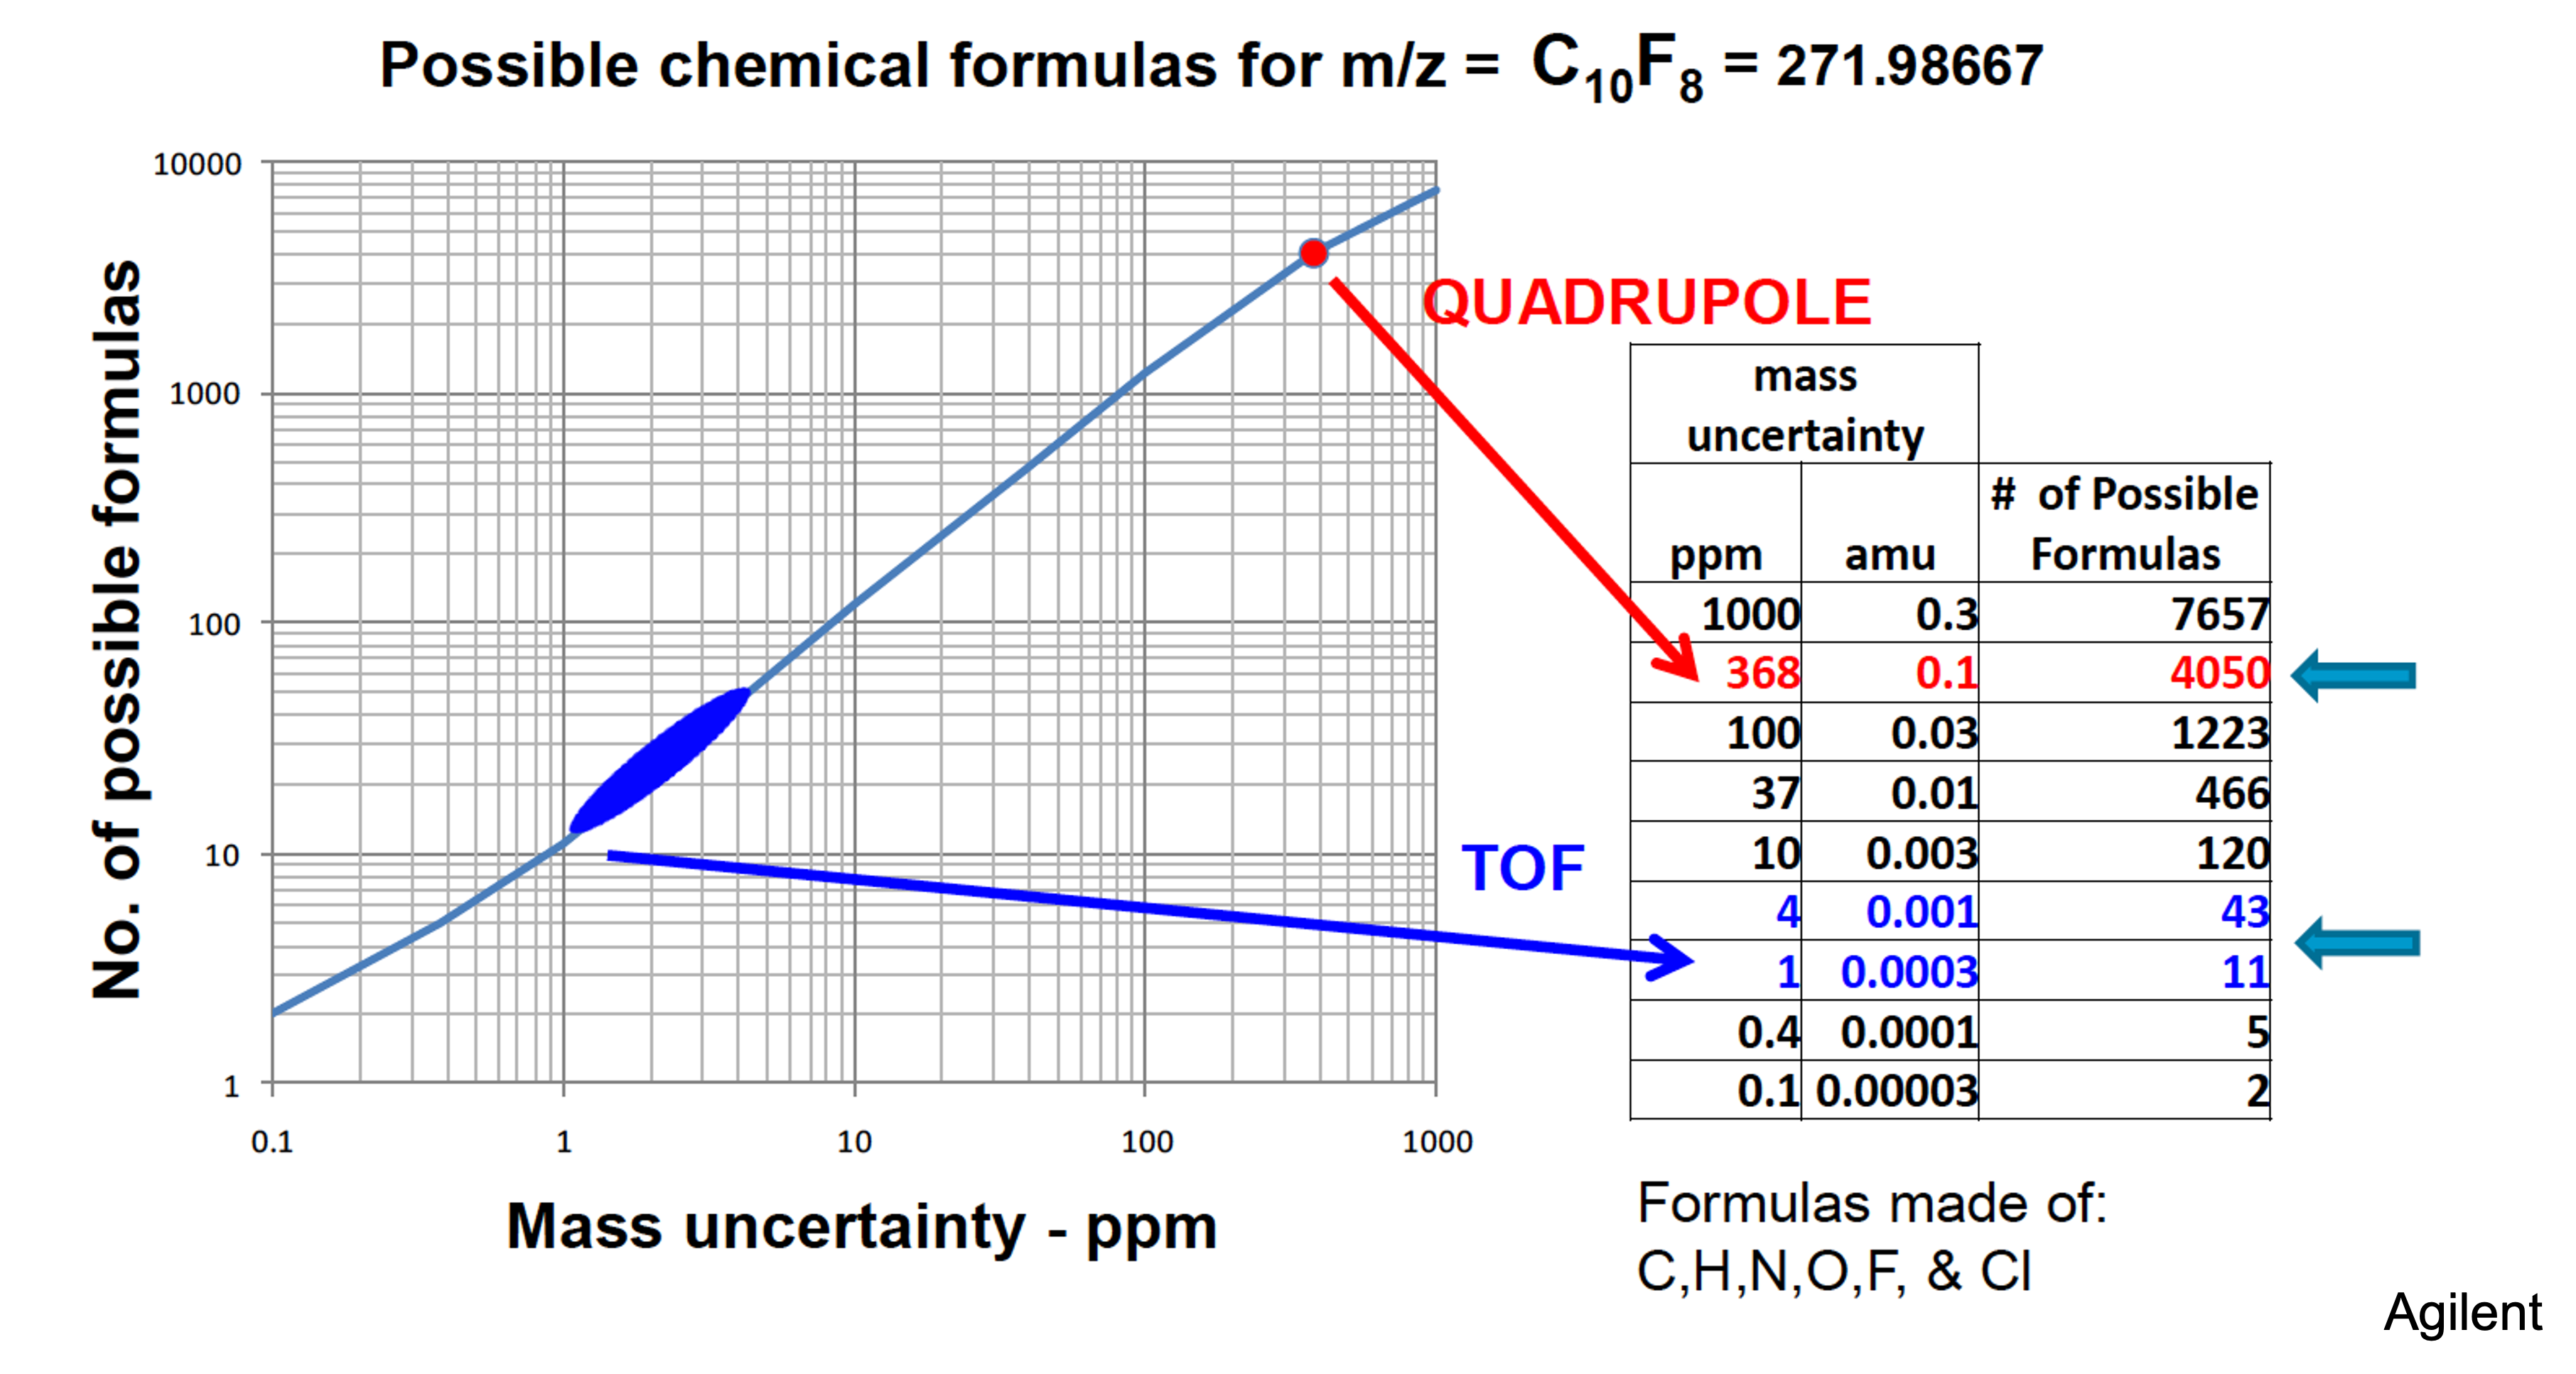 Possible chemical formulas for m/z = C10F8 = 271.98667
No. of possible formulas
10000
1000
100
10
1
0.1 1 10 100 1000
Mass uncertainty - ppm
QUADRUPOLE
TOF
mass
uncertainty
# of Possible
ppm amu Formulas
1000 0.3 7657
368 0.1 4050
100 0.03 1223
37 0.01 466
10 0.003 120
4 0.001 43
1 0.0003 11
0.4 0.0001 5
0.1 0.00003 2
Formulas made of:
C,H,N,O,F, & Cl
Agilent